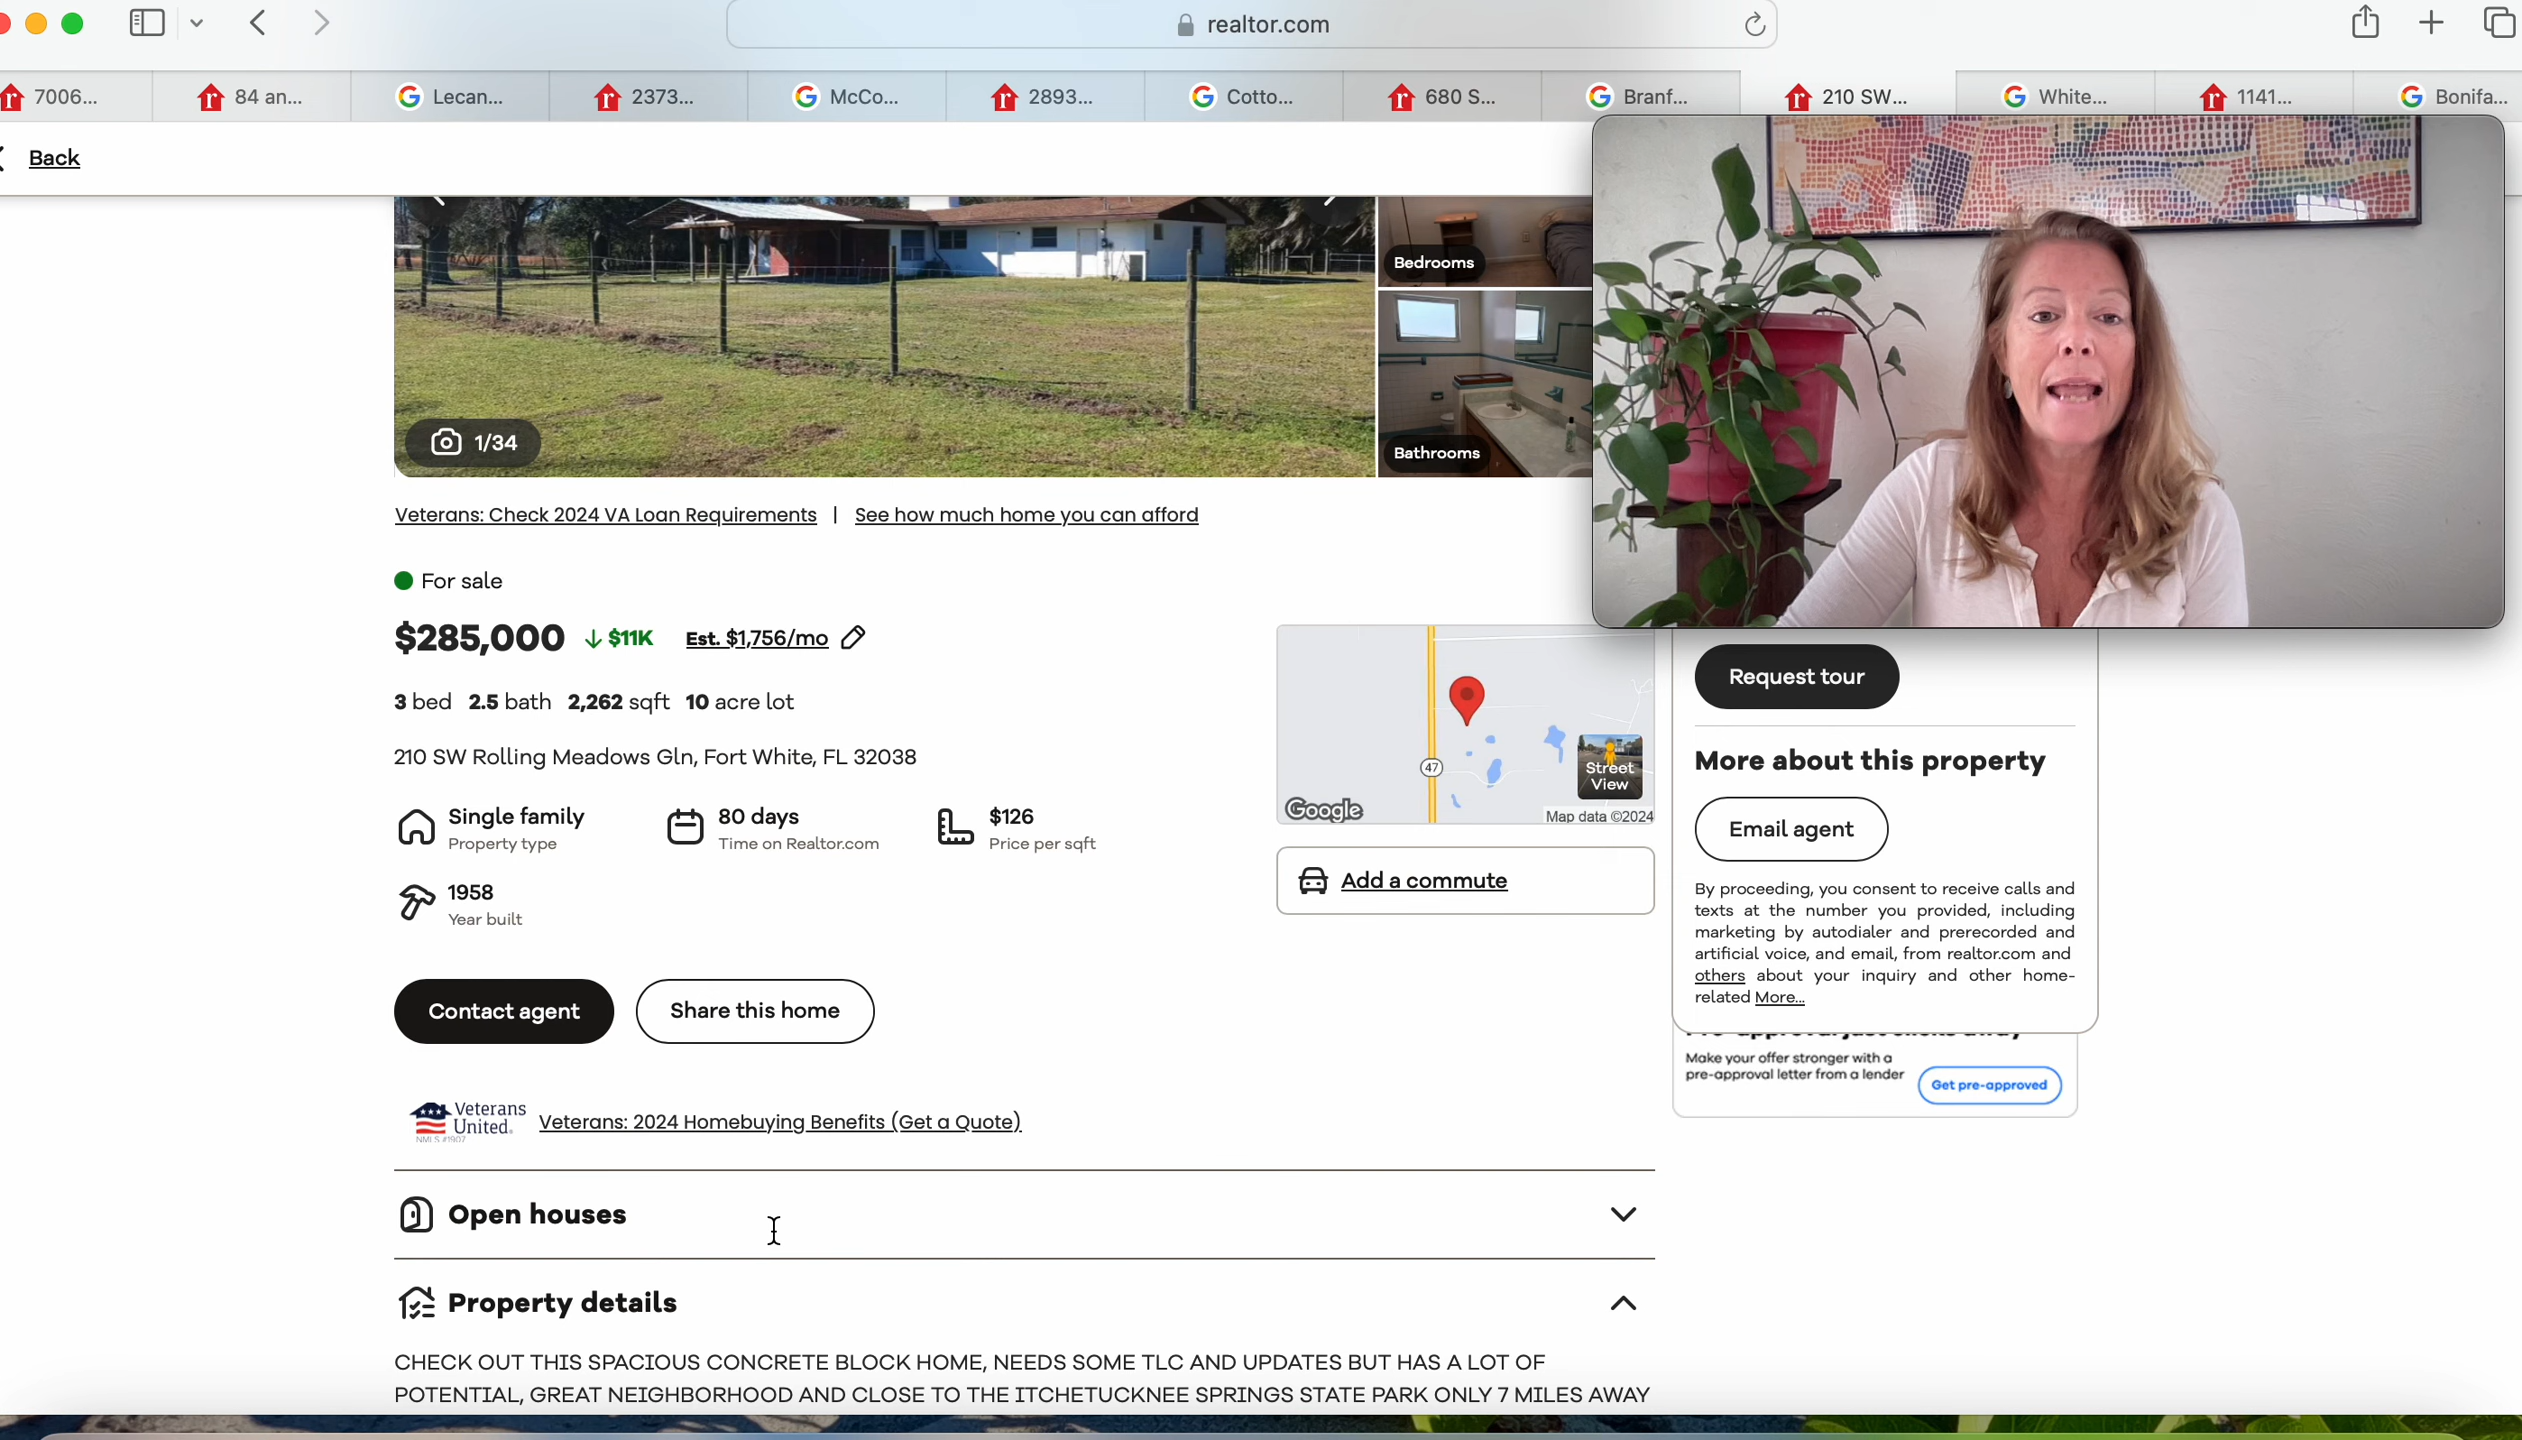 realtor.com
7006...
84 an...
Lecan...
2373...
McCo...
2893...
Cotto...
680 S...
Branf...
210 SW...
White...
1141...
Bonifa...
Back
Bedrooms
1/34
Bathrooms
Veterans: Check 2024 VA Loan Requirements | See how much home you can afford
For sale
$285,000 ↓ $11K Est. $1,756/mo
3 bed 2.5 bath 2,262 sqft 10 acre lot
210 SW Rolling Meadows Gln, Fort White, FL 32038
Single family
Property type
80 days
Time on Realtor.com
$126
Price per sqft
1958
Year built
47
Street
View
Google
Map data ©2024
Add a commute
Contact agent
Share this home
Request tour
More about this property
Email agent
By proceeding, you consent to receive calls and
texts at the number you provided, including
marketing by autodialer and prerecorded and
artificial voice, and email, from realtor.com and
others about your inquiry and other home-
related More...
Make your offer stronger with a
pre-approval letter from a lender
Get pre-approved
Veterans
United.
NMLS #1907
Veterans: 2024 Homebuying Benefits (Get a Quote)
Open houses
Property details
CHECK OUT THIS SPACIOUS CONCRETE BLOCK HOME, NEEDS SOME TLC AND UPDATES BUT HAS A LOT OF
POTENTIAL, GREAT NEIGHBORHOOD AND CLOSE TO THE ITCHETUCKNEE SPRINGS STATE PARK ONLY 7 MILES AWAY